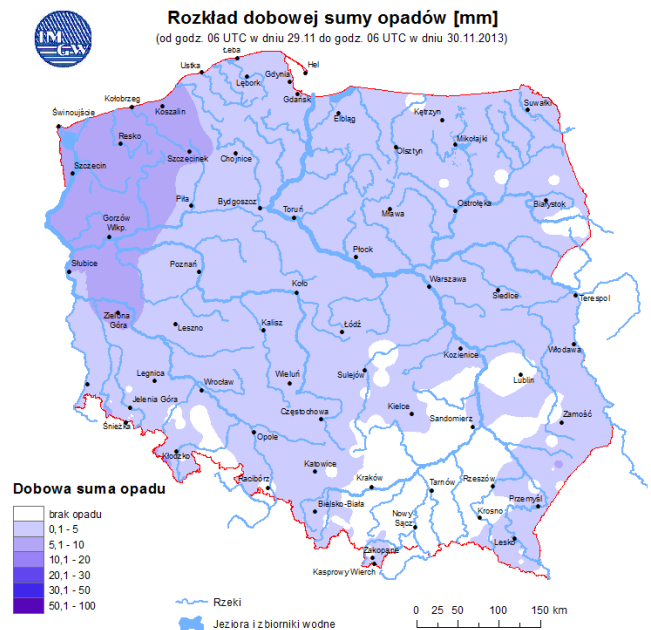 IM
GW
Rozkład dobowej sumy opadów [mm]
(od godz. 06 UTC w dniu 29.11 do godz. 06 UTC w dniu 30.11.2013)
Łeba
Hel
Ustka
Gdynia
Lębork
Gdańsk
Kołobrzeg
Koszalin
Suwałki
Świnoujście
Elbląg
Kętrzyn
Resko
Mikołajki
Szczecinek
Chojnice
Olsztyn
Szczecin
Piła
Bydgoszcz
Toruń
Mława
Ostrołęka
Białystok
Gorzów
Wlkp.
Płock
Słubice
Poznań
Koło
Warszawa
Siedlce
Terespol
Zielona
Góra
Leszno
Kalisz
Łódź
Kozienice
Włodawa
Legnica
Wrocław
Wieluń
Sulejów
Lublin
Jelenia Góra
Częstochowa
Kielce
Sandomierz
Zamość
Śnieżka
Opole
Kłodzko
Katowice
Racibórz
Kraków
Tarnów
Rzeszów
Przemyśl
Bielsko-Biała
Nowy
Sącz
Krosno
Lesko
Zakopane
Kasprowy Wierch
Dobowa suma opadu
brak opadu
0,1 - 5
5,1 - 10
10,1 - 20
20,1 - 30
30,1 - 50
50,1 - 100
Rzeki
Jeziora i zbiorniki wodne
0 25 50 100 150 km